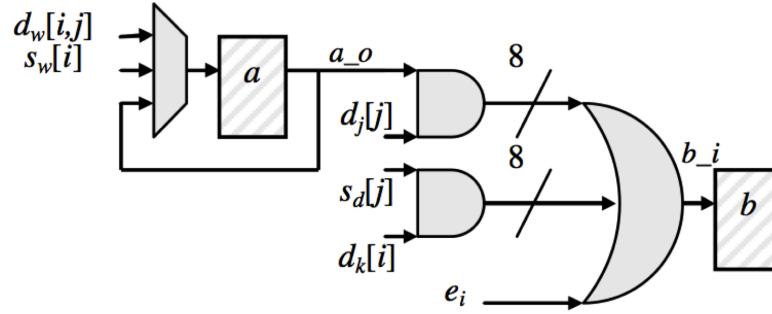 d_w[i,j]
s_w[i]
a
a_o
8
d_j[j]
8
s_d[j]
d_k[i]
b_i
b
e_i